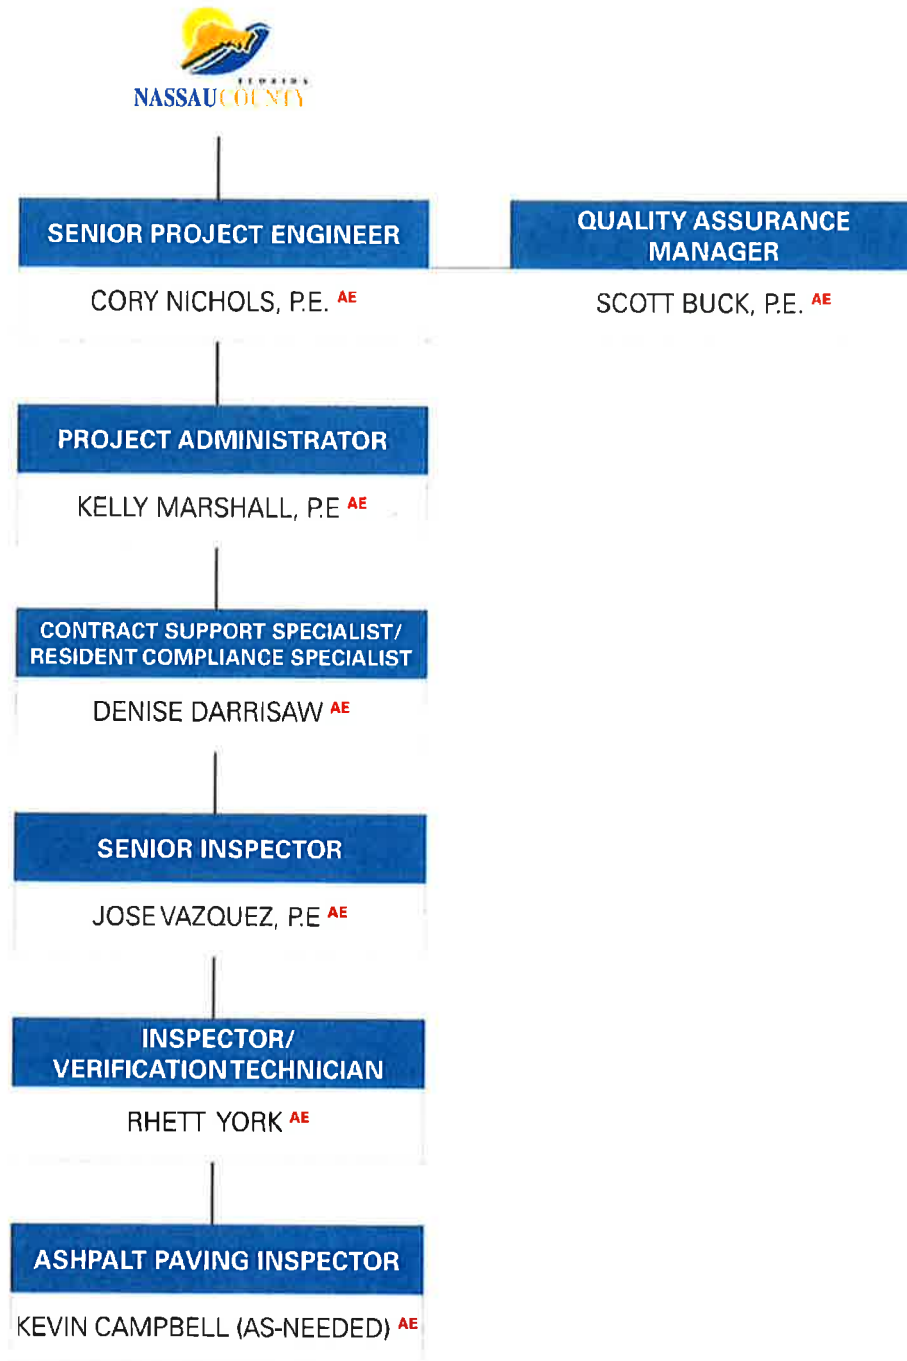 FLORIDA
NASSAU COUNTY
SENIOR PROJECT ENGINEER
CORY NICHOLS, P.E. AE
QUALITY ASSURANCE
MANAGER
SCOTT BUCK, P.E. AE
PROJECT ADMINISTRATOR
KELLY MARSHALL, P.E AE
CONTRACT SUPPORT SPECIALIST/
RESIDENT COMPLIANCE SPECIALIST
DENISE DARRISAW AE
SENIOR INSPECTOR
JOSE VAZQUEZ, P.E AE
INSPECTOR/
VERIFICATION TECHNICIAN
RHETT YORK AE
ASHPALT PAVING INSPECTOR
KEVIN CAMPBELL (AS-NEEDED) AE